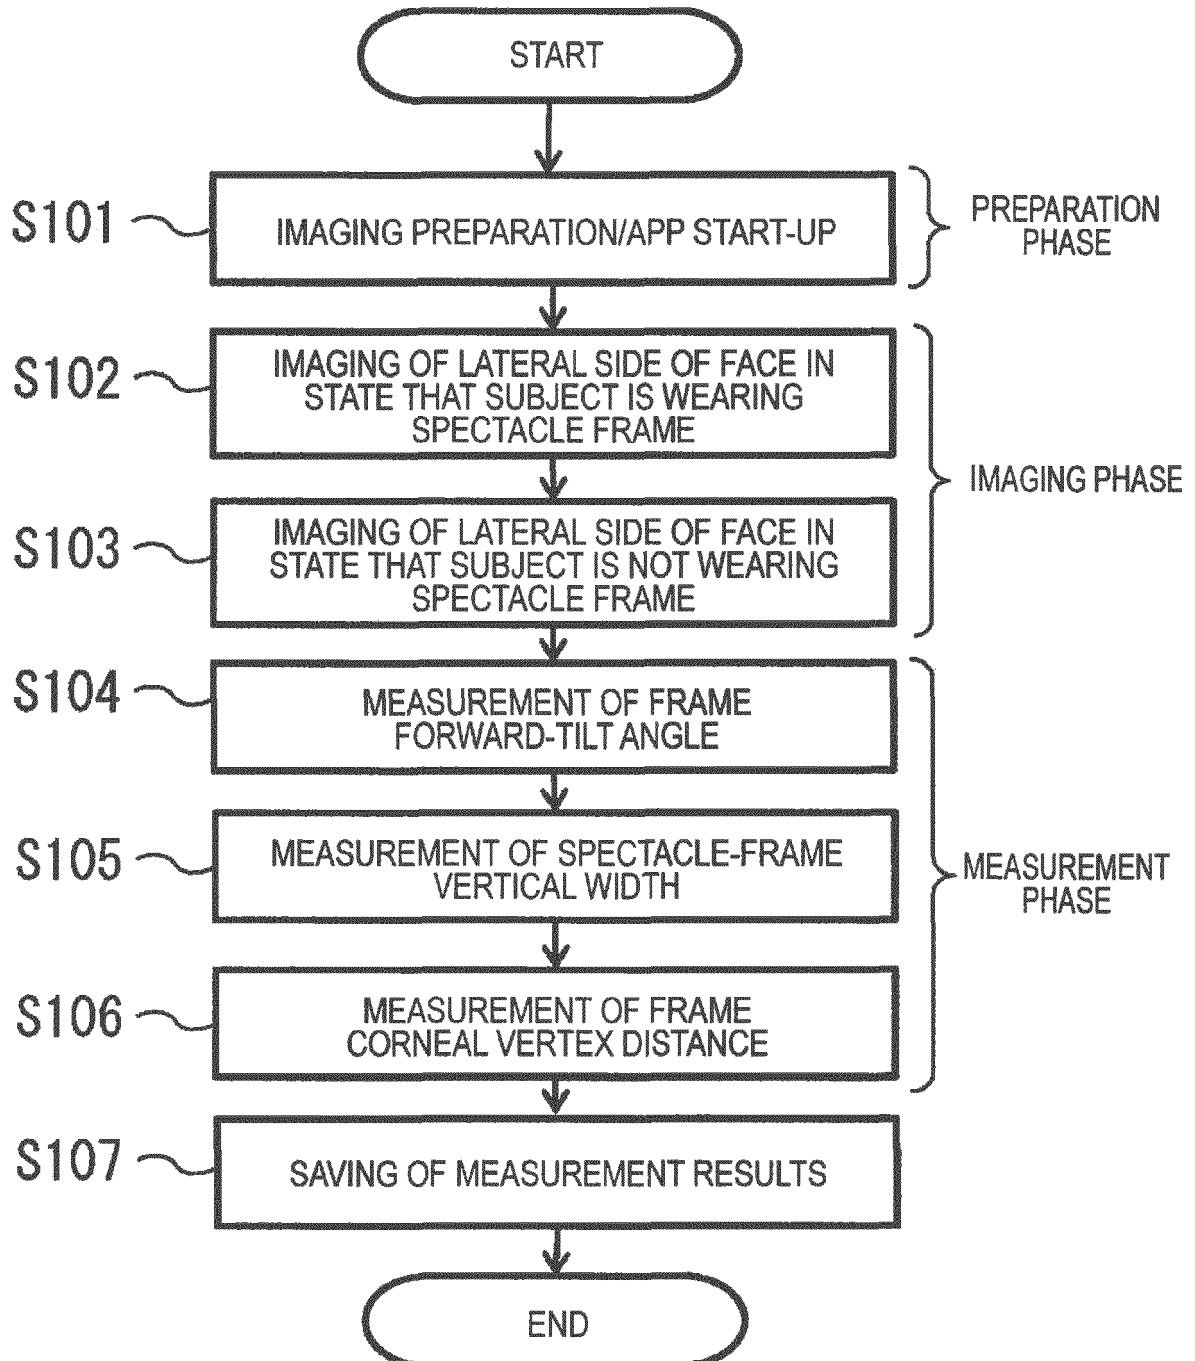 START
S101
IMAGING PREPARATION/APP START-UP
PREPARATION
PHASE
S102
IMAGING OF LATERAL SIDE OF FACE IN
STATE THAT SUBJECT IS WEARING
SPECTACLE FRAME
IMAGING PHASE
S103
IMAGING OF LATERAL SIDE OF FACE IN
STATE THAT SUBJECT IS NOT WEARING
SPECTACLE FRAME
S104
MEASUREMENT OF FRAME
FORWARD-TILT ANGLE
S105
MEASUREMENT OF SPECTACLE-FRAME
VERTICAL WIDTH
MEASUREMENT
PHASE
S106
MEASUREMENT OF FRAME
CORNEAL VERTEX DISTANCE
S107
SAVING OF MEASUREMENT RESULTS
END